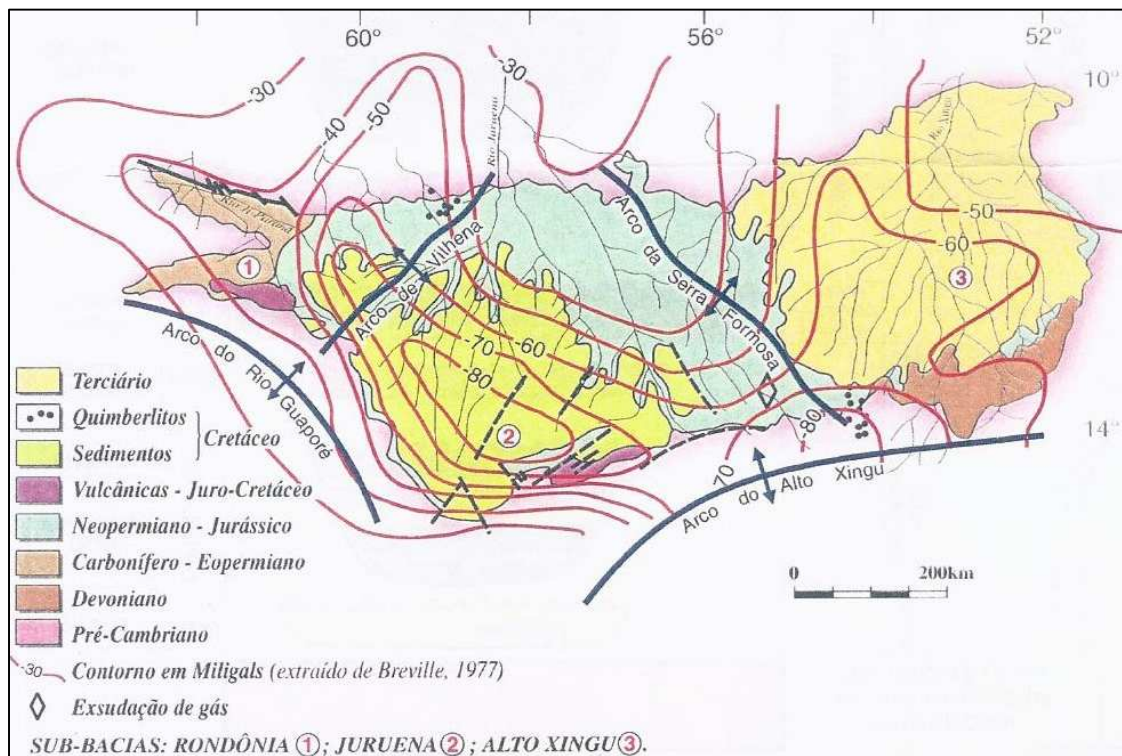 60° 56° 52°
10°
14°
-30
-40
-50
-30
-50
-60
-70
-60
-80
70
-80
Rio Juruena
Rio Ji-Paraná
Rio Xingu
Arco de Vilhena
Arco da Serra Formosa
Arco do Rio Guaporé
Arco do Alto Xingu
1
2
3
0 200km
Terciário
Quimberlitos
Sedimentos
Cretáceo
Vulcânicas - Juro-Cretáceo
Neopermiano - Jurássico
Carbonífero - Eopermiano
Devoniano
Pré-Cambriano
-30 Contorno em Miligals (extraído de Breville, 1977)
Exsudação de gás
SUB-BACIAS: RONDÔNIA 1; JURUENA 2; ALTO XINGU 3.